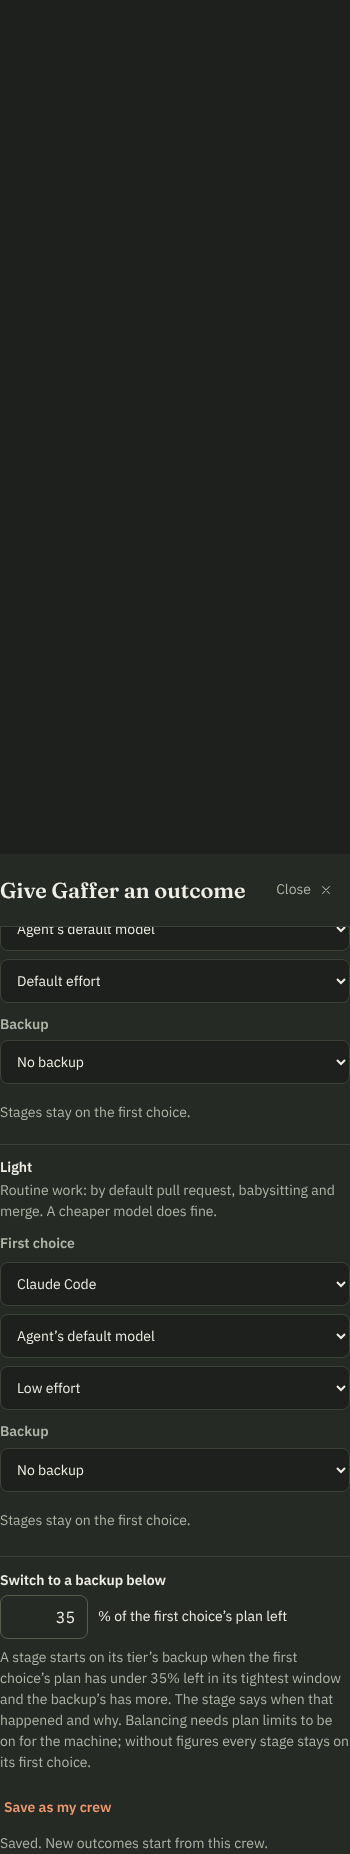 Give Gaffer an outcome
Close ×
Agent's default model
Default effort
Backup
No backup
Stages stay on the first choice.
Light
Routine work: by default pull request, babysitting and
merge. A cheaper model does fine.
First choice
Claude Code
Agent’s default model
Low effort
Backup
No backup
Stages stay on the first choice.
Switch to a backup below
35 % of the first choice’s plan left
A stage starts on its tier’s backup when the first
choice’s plan has under 35% left in its tightest window
and the backup’s has more. The stage says when that
happened and why. Balancing needs plan limits to be
on for the machine; without figures every stage stays on
its first choice.
Save as my crew
Saved. New outcomes start from this crew.